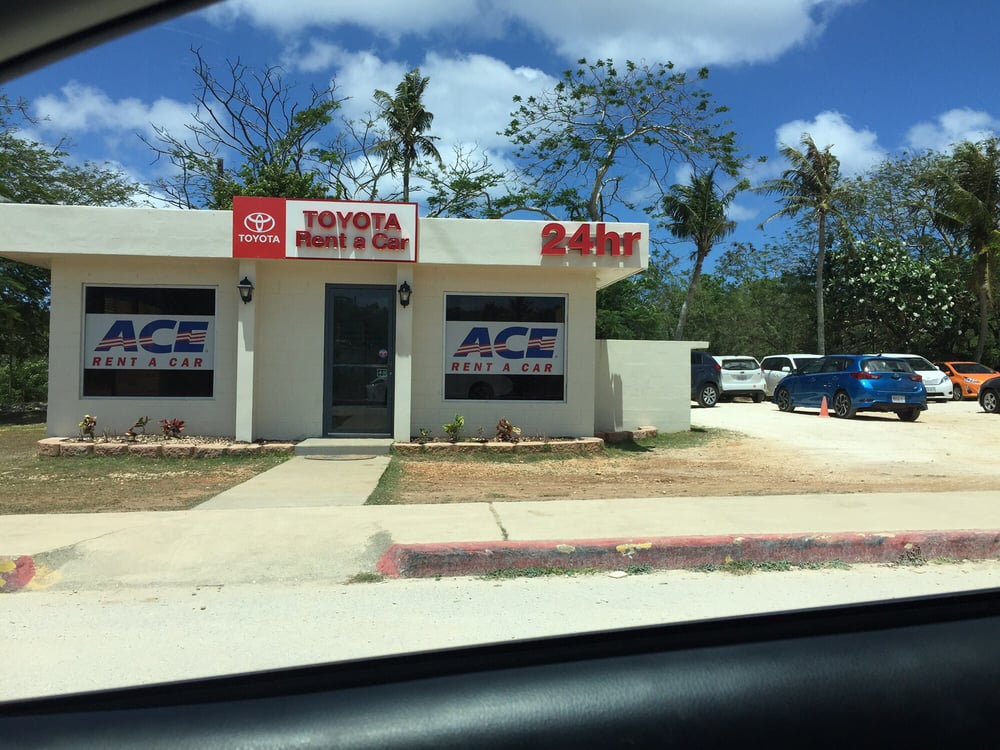 TOYOTA
TOYOTA
Rent a Car
24hr
ACE
RENT A CAR
ACE
RENT A CAR